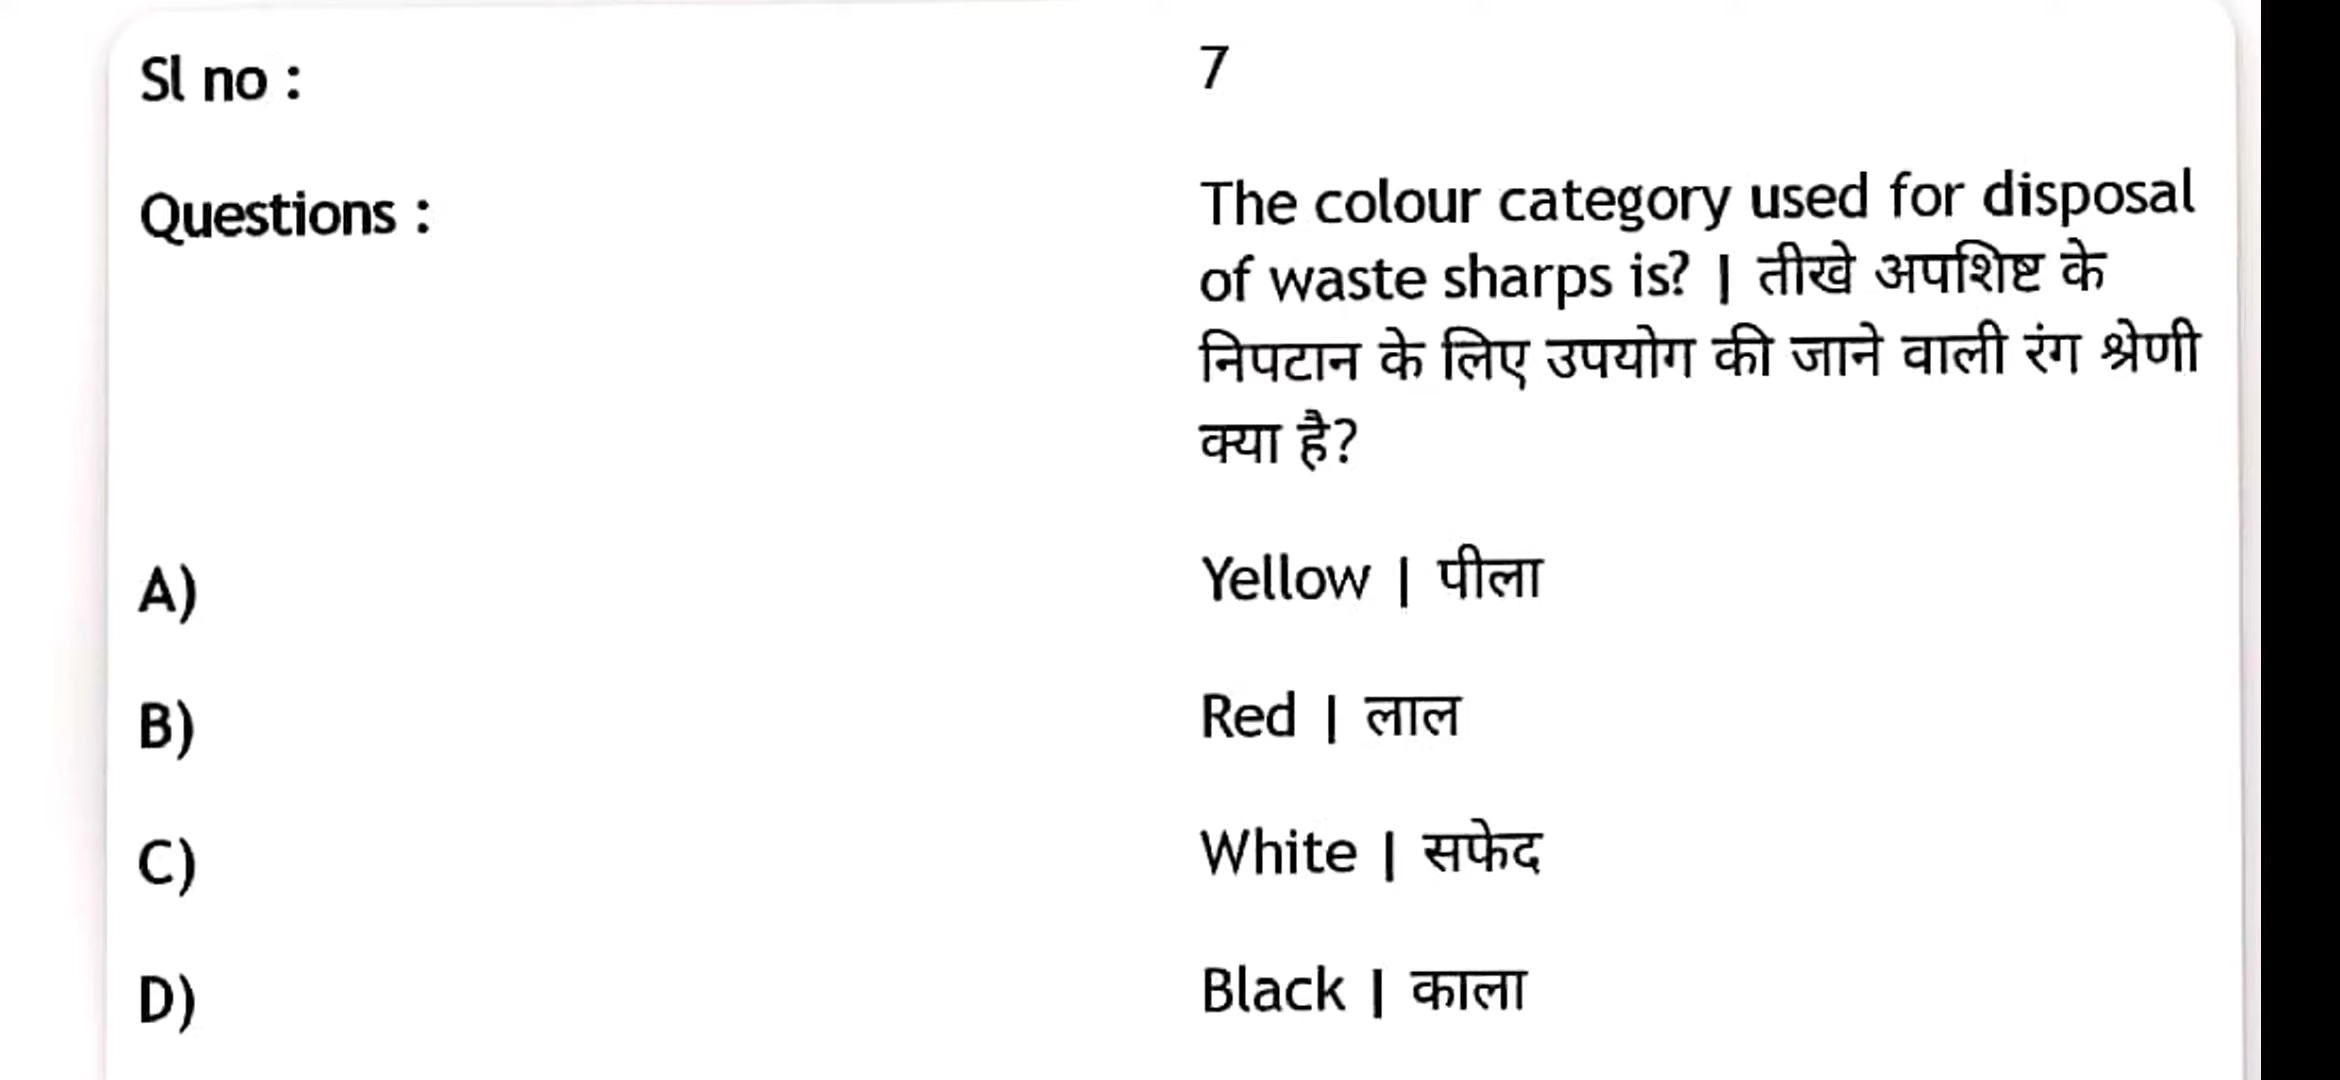 Sl no : 7
Questions : The colour category used for disposal
of waste sharps is? | तीखे अपशिष्ट के
निपटान के लिए उपयोग की जाने वाली रंग श्रेणी
क्या है?
A) Yellow | पीला
B) Red | लाल
C) White | सफेद
D) Black | काला